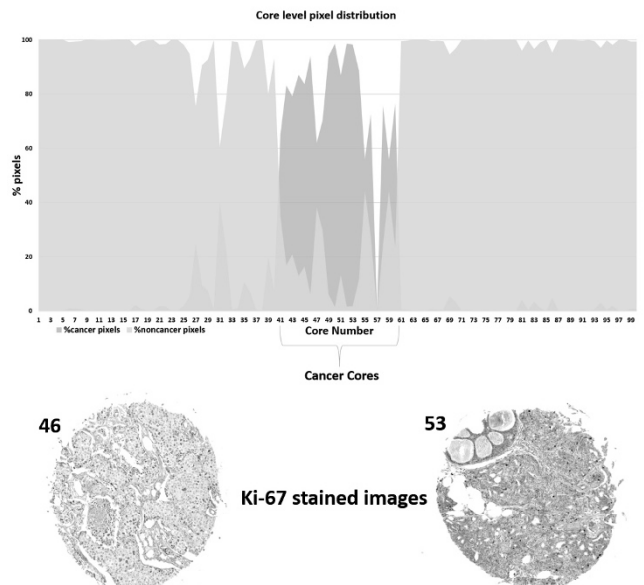 Core level pixel distribution
100
80
60
40
20
0
% pixels
1 3 5 7 9 11 13 15 17 19 21 23 25 27 29 31 33 35 37 39 41 43 45 47 49 51 53 55 57 59 61 63 65 67 69 71 73 75 77 79 81 83 85 87 89 91 93 95 97 99
%cancer pixels %noncancer pixels Core Number
Cancer Cores
46 53
Ki-67 stained images